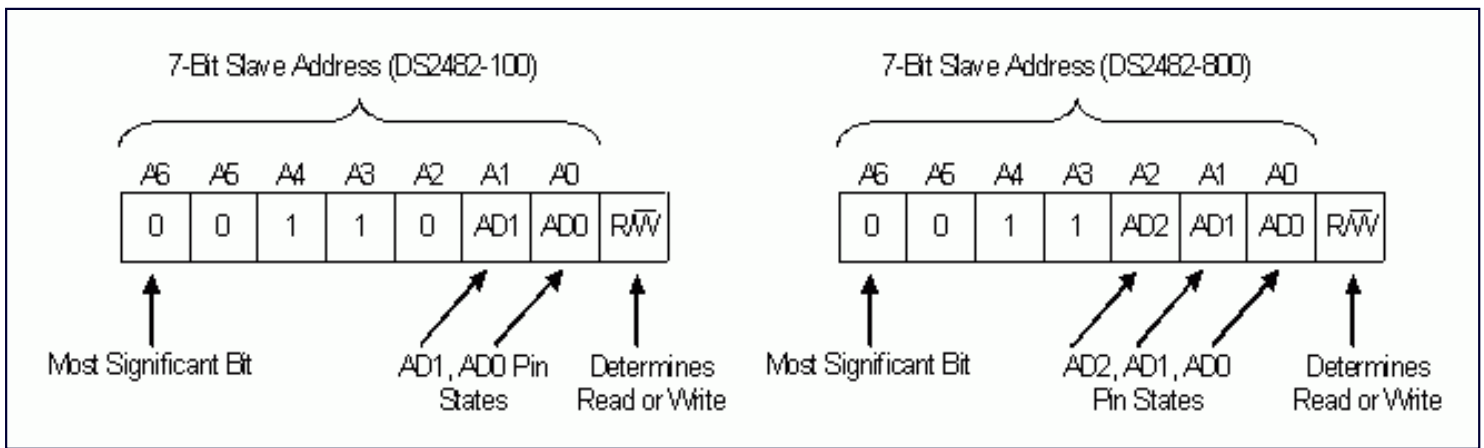 7-Bit Slave Address (DS2482-100)
A6 A5 A4 A3 A2 A1 A0
0 0 1 1 0 AD1 AD0 R/W̅
Most Significant Bit
AD1, AD0 Pin
States
Determines
Read or Write
7-Bit Slave Address (DS2482-800)
A6 A5 A4 A3 A2 A1 A0
0 0 1 1 AD2 AD1 AD0 R/W̅
Most Significant Bit
AD2, AD1, AD0
Pin States
Determines
Read or Write